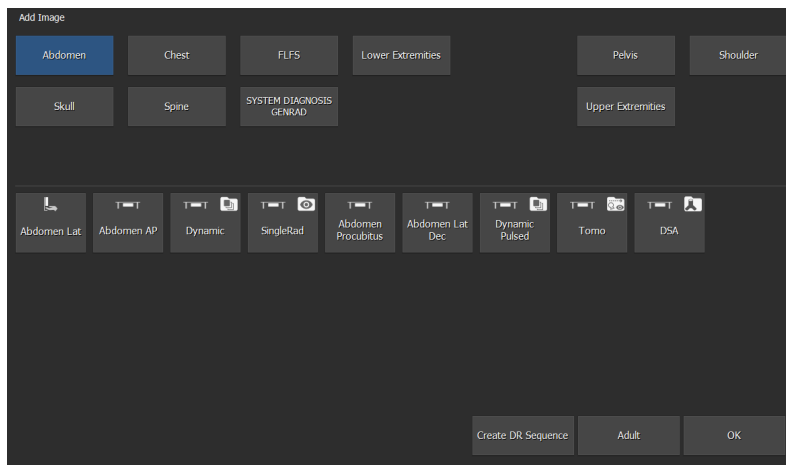 Add Image
Abdomen
Chest
FLFS
Lower Extremities
Pelvis
Shoulder
Skull
Spine
SYSTEM DIAGNOSIS
GENRAD
Upper Extremities
Abdomen Lat
Abdomen AP
Dynamic
SingleRad
Abdomen
Procubitus
Abdomen Lat
Dec
Dynamic
Pulsed
Tomo
DSA
Create DR Sequence
Adult
OK